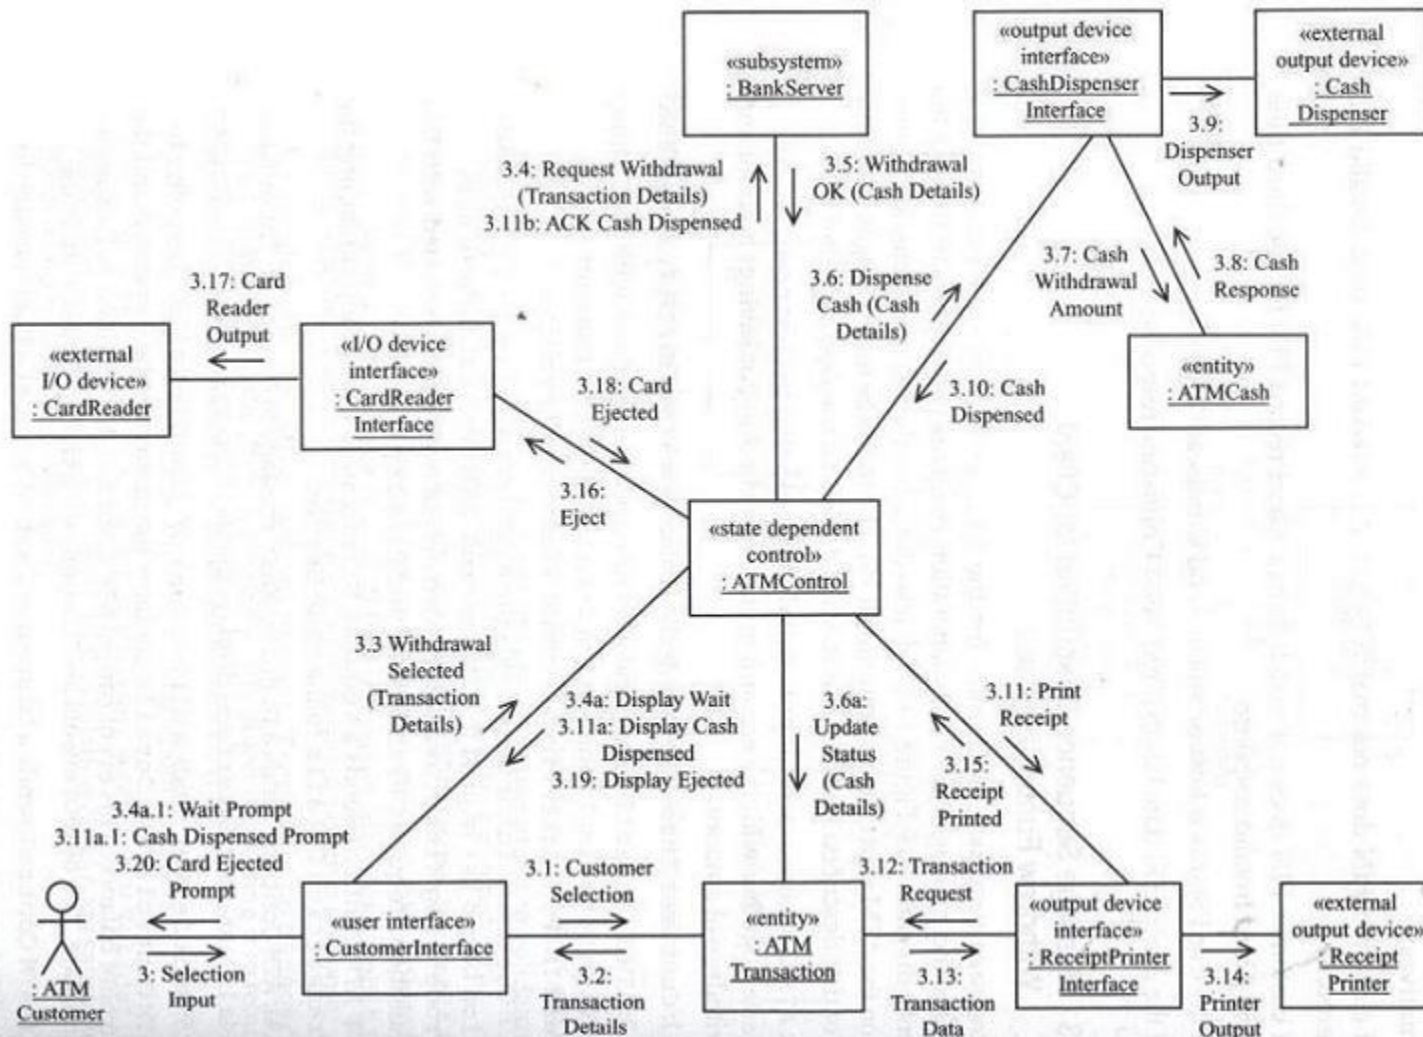 «subsystem»
: BankServer
«output device
interface»
: CashDispenser
Interface
«external
output device»
: Cash
Dispenser
3.9:
Dispenser
Output
3.4: Request Withdrawal
(Transaction Details)
3.11b: ACK Cash Dispensed
3.5: Withdrawal
OK (Cash Details)
3.6: Dispense
Cash (Cash
Details)
3.7: Cash
Withdrawal
Amount
3.8: Cash
Response
3.10: Cash
Dispensed
«entity»
: ATMCash
3.17: Card
Reader
Output
«external
I/O device»
: CardReader
«I/O device
interface»
: CardReader
Interface
3.18: Card
Ejected
3.16:
Eject
«state dependent
control»
: ATMControl
3.3 Withdrawal
Selected
(Transaction
Details)
3.4a: Display Wait
3.11a: Display Cash
Dispensed
3.19: Display Ejected
3.6a:
Update
Status
(Cash
Details)
3.11: Print
Receipt
3.15:
Receipt
Printed
3.4a.1: Wait Prompt
3.11a.1: Cash Dispensed Prompt
3.20: Card Ejected
Prompt
3: Selection
Input
: ATM
Customer
«user interface»
: CustomerInterface
3.1: Customer
Selection
3.2:
Transaction
Details
«entity»
: ATM
Transaction
3.12: Transaction
Request
3.13:
Transaction
Data
«output device
interface»
: ReceiptPrinter
Interface
3.14:
Printer
Output
«external
output device»
: Receipt
Printer